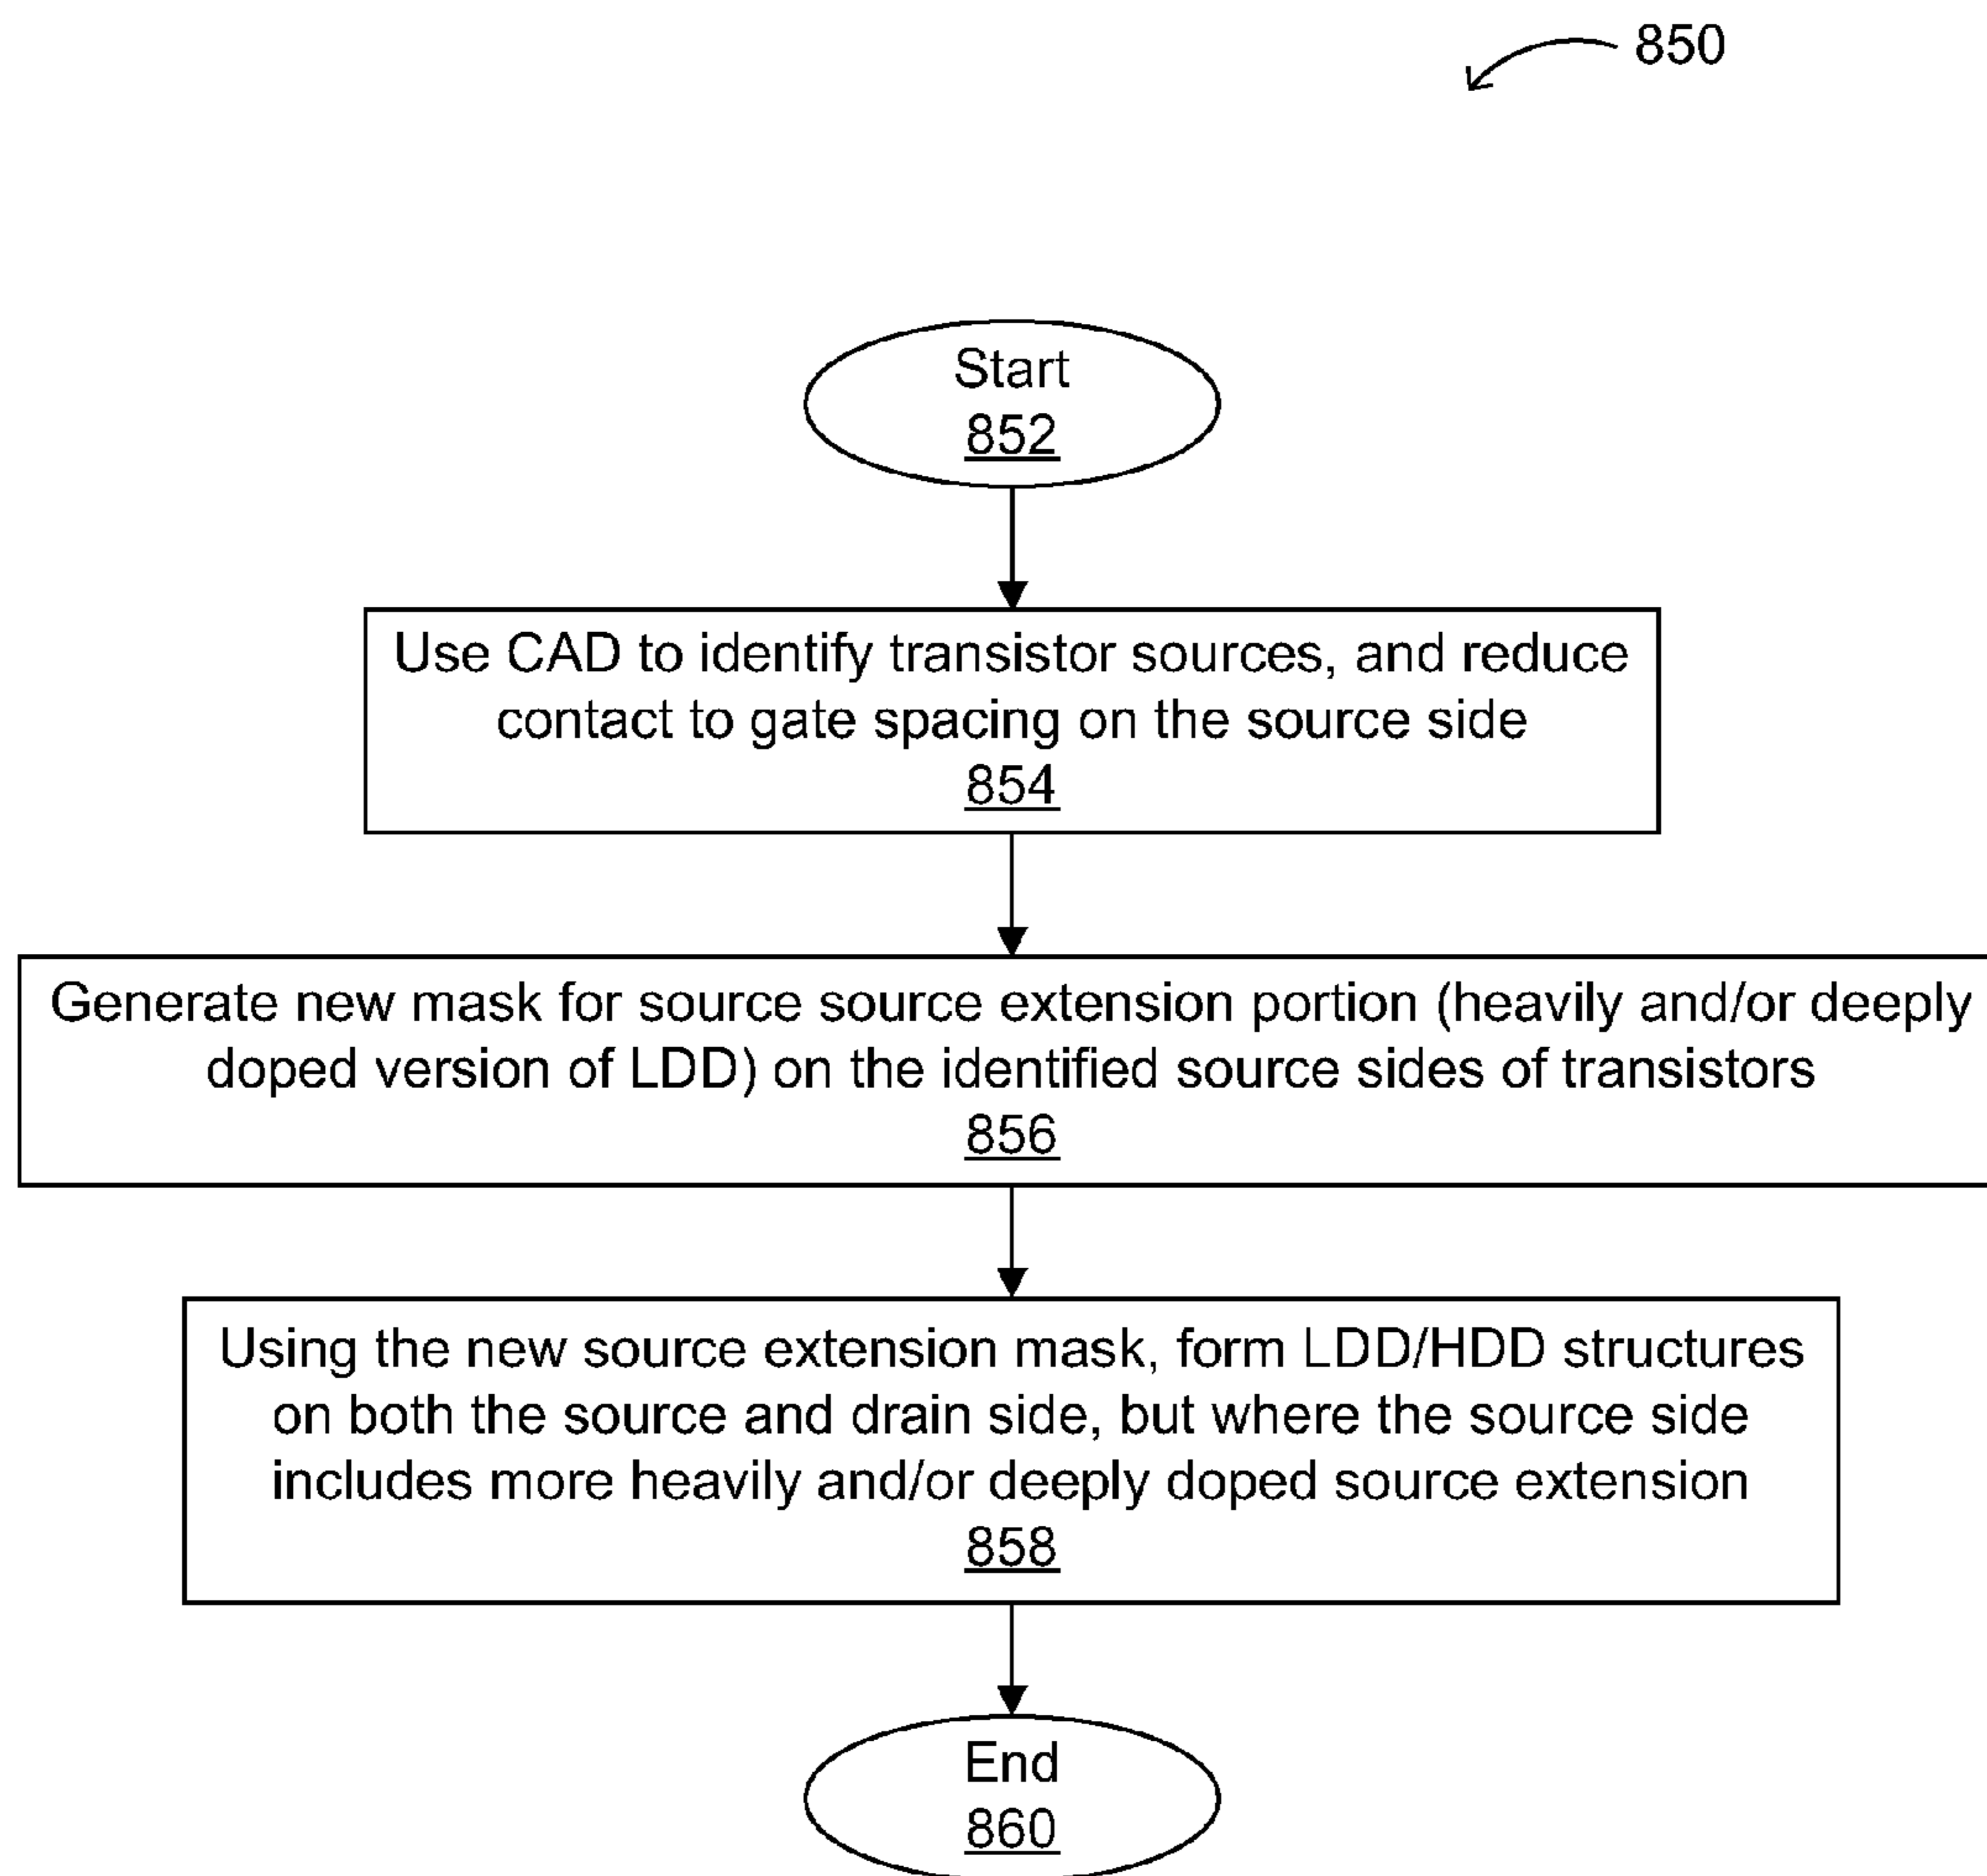 850
Start
852
Use CAD to identify transistor sources, and reduce
contact to gate spacing on the source side
854
Generate new mask for source source extension portion (heavily and/or deeply
doped version of LDD) on the identified source sides of transistors
856
Using the new source extension mask, form LDD/HDD structures
on both the source and drain side, but where the source side
includes more heavily and/or deeply doped source extension
858
End
860